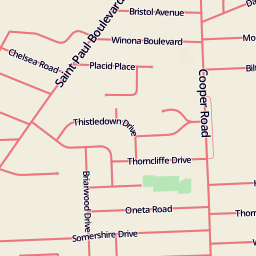 Bristol Avenue
Winona Boulevard
Saint Paul Boulevard
Chelsea Road
Placid Place
Cooper Road
Thistledown Drive
Thorncliffe Drive
Briarwood Drive
Oneta Road
Somershire Drive